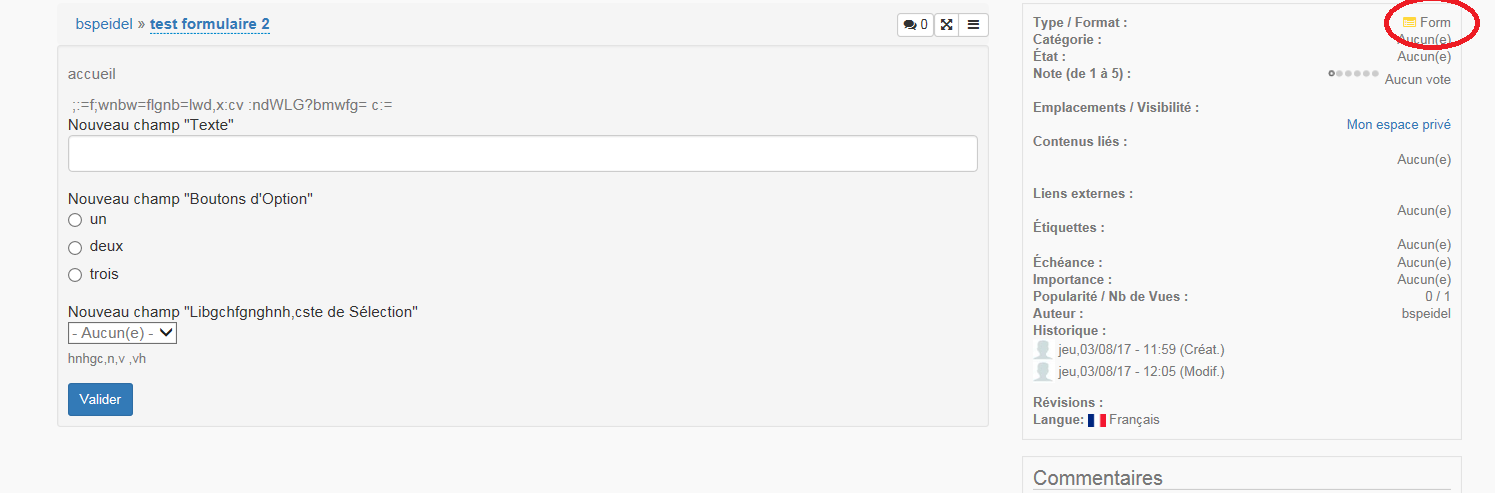 bspeidel » test formulaire 2
0
accueil
;:=f;wnbw=flgnb=lwd,x:cv :ndWLG?bmwfg= c:=
Nouveau champ "Texte"
Nouveau champ "Boutons d'Option"
un
deux
trois
Nouveau champ "Libgchfgnghnh,cste de Sélection"
- Aucun(e) -
hnhgc,n,v ,vh
Valider
Type / Format : Form
Catégorie : Aucun(e)
État : Aucun(e)
Note (de 1 à 5) : Aucun vote
Emplacements / Visibilité :
Mon espace privé
Contenus liés :
Aucun(e)
Liens externes :
Aucun(e)
Étiquettes :
Aucun(e)
Échéance : Aucun(e)
Importance : Aucun(e)
Popularité / Nb de Vues : 0 / 1
Auteur : bspeidel
Historique :
jeu,03/08/17 - 11:59 (Créat.)
jeu,03/08/17 - 12:05 (Modif.)
Révisions :
Langue: Français
Commentaires